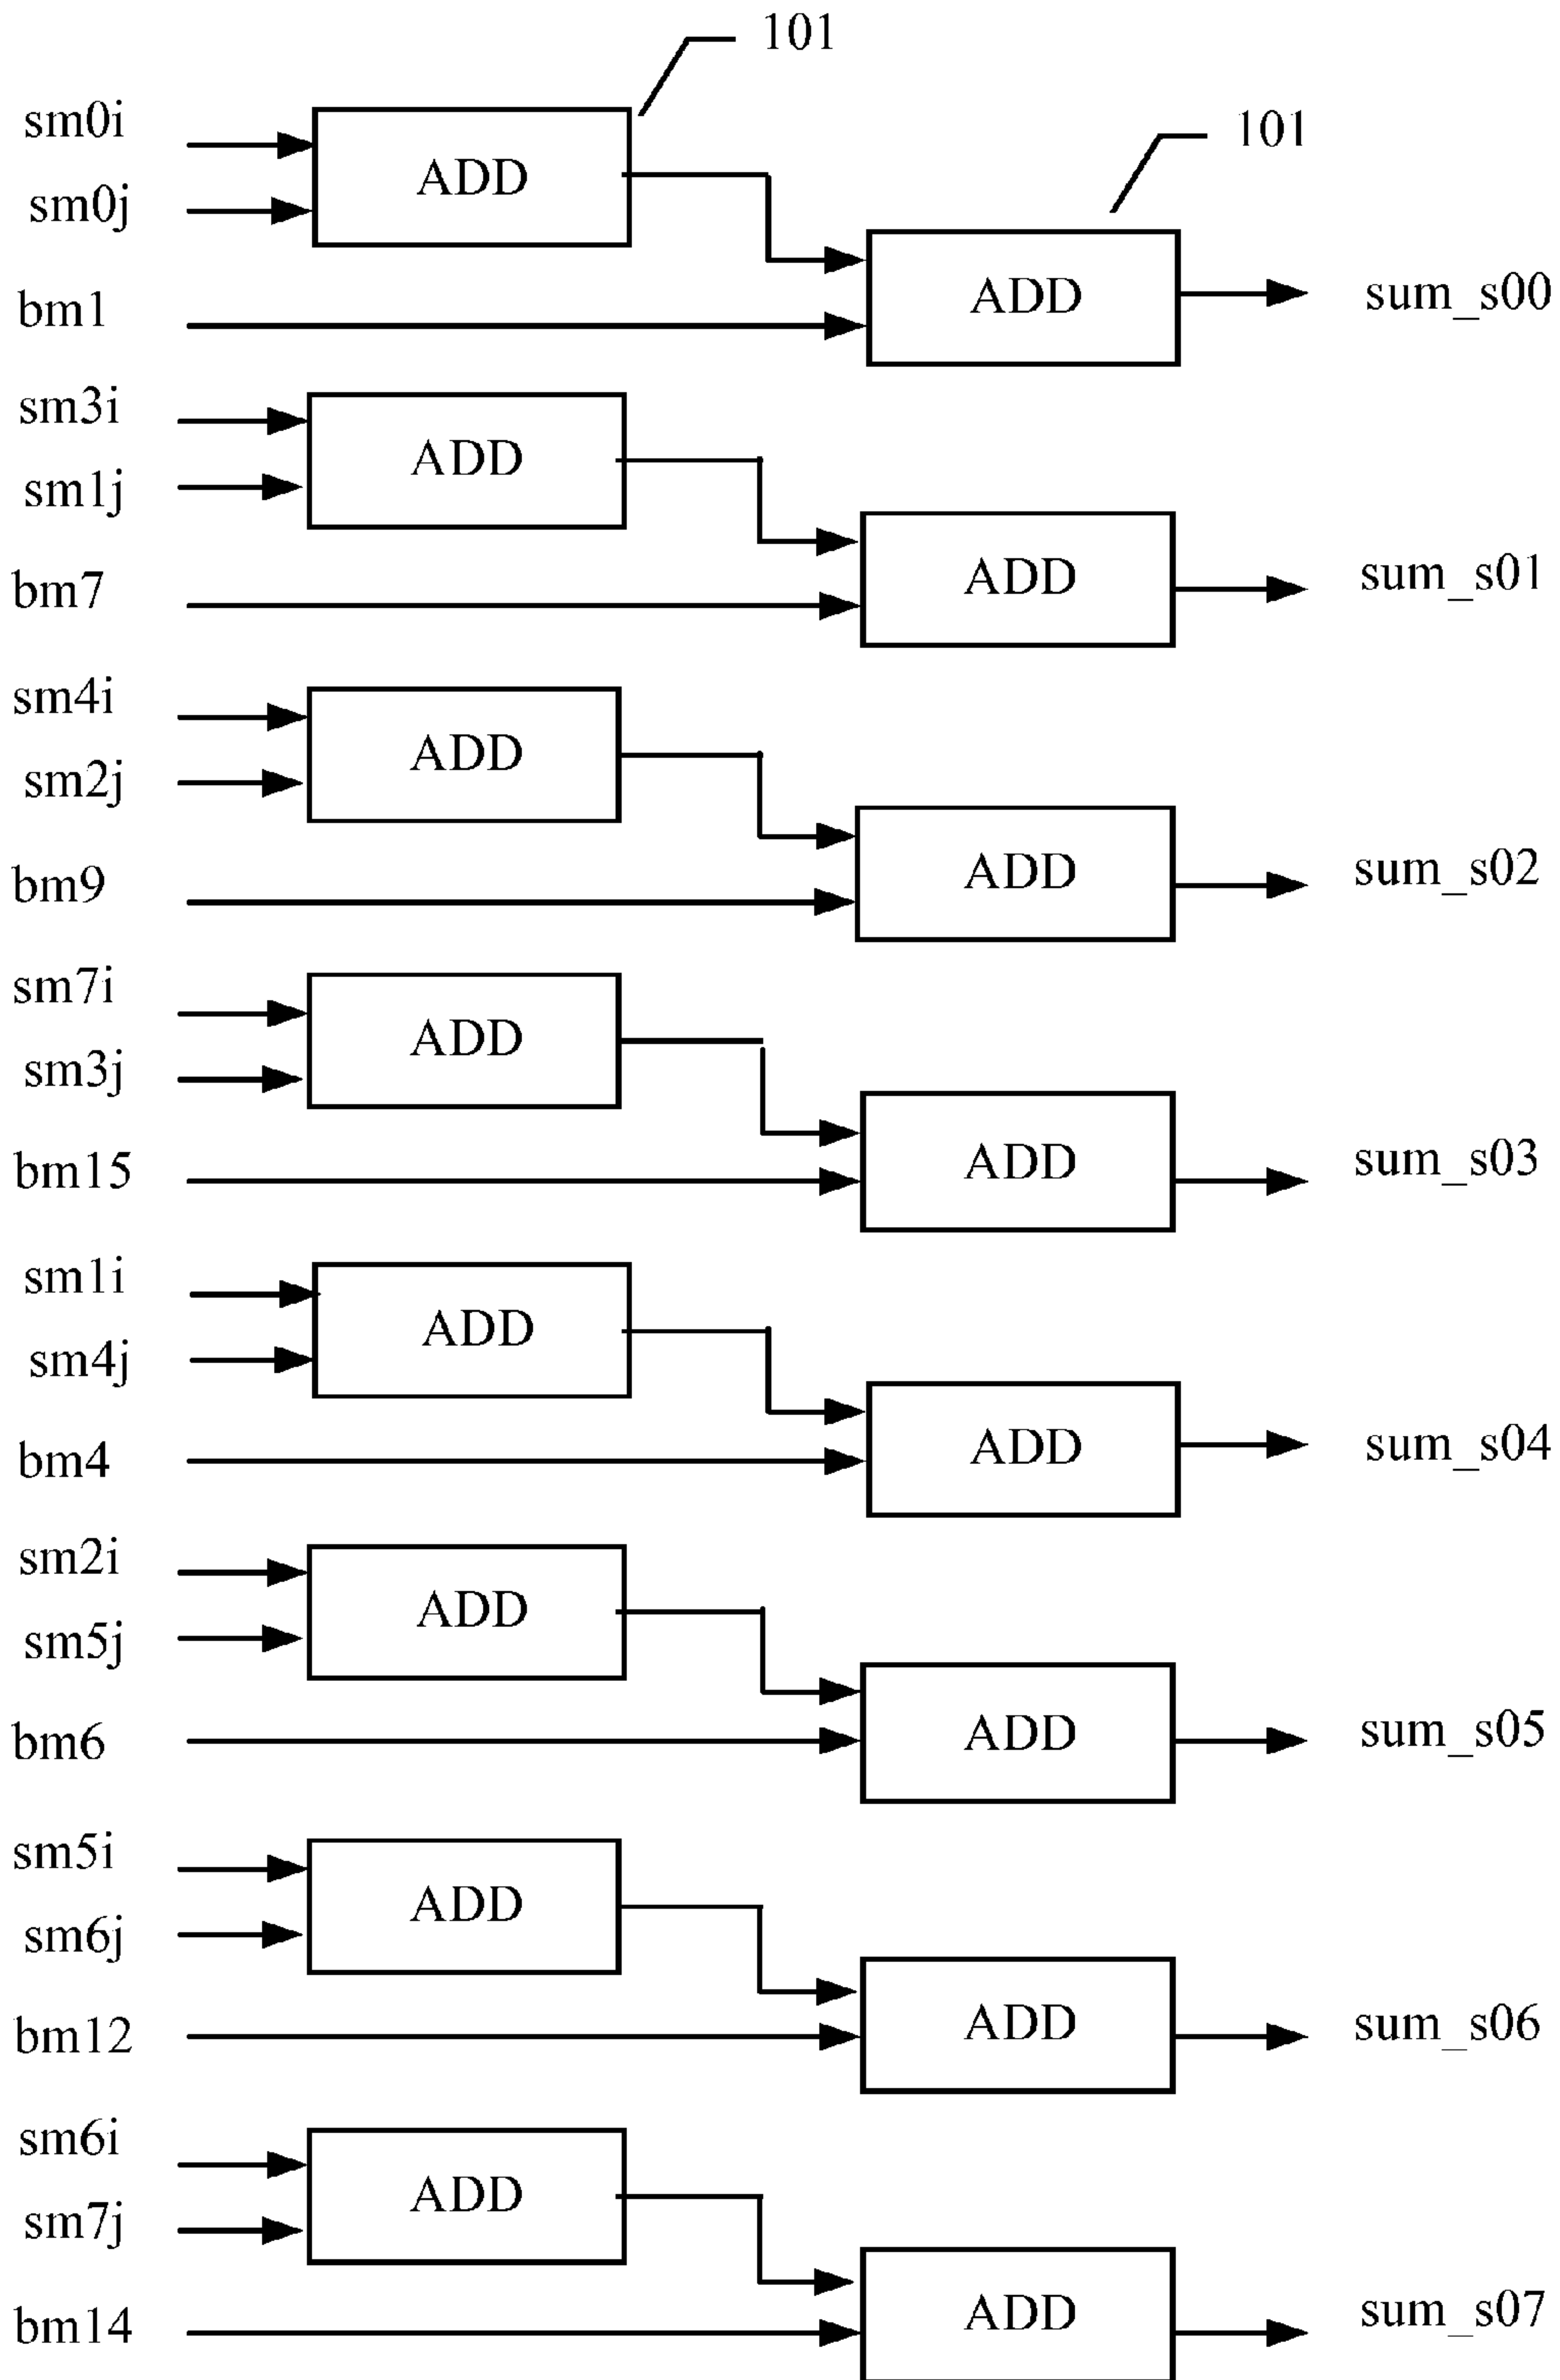 101
sm0i
ADD
101
sm0j
bm1
ADD
sum_s00
sm3i
ADD
sm1j
bm7
ADD
sum_s01
sm4i
ADD
sm2j
bm9
ADD
sum_s02
sm7i
ADD
sm3j
bm15
ADD
sum_s03
sm1i
ADD
sm4j
bm4
ADD
sum_s04
sm2i
ADD
sm5j
bm6
ADD
sum_s05
sm5i
ADD
sm6j
bm12
ADD
sum_s06
sm6i
ADD
sm7j
bm14
ADD
sum_s07